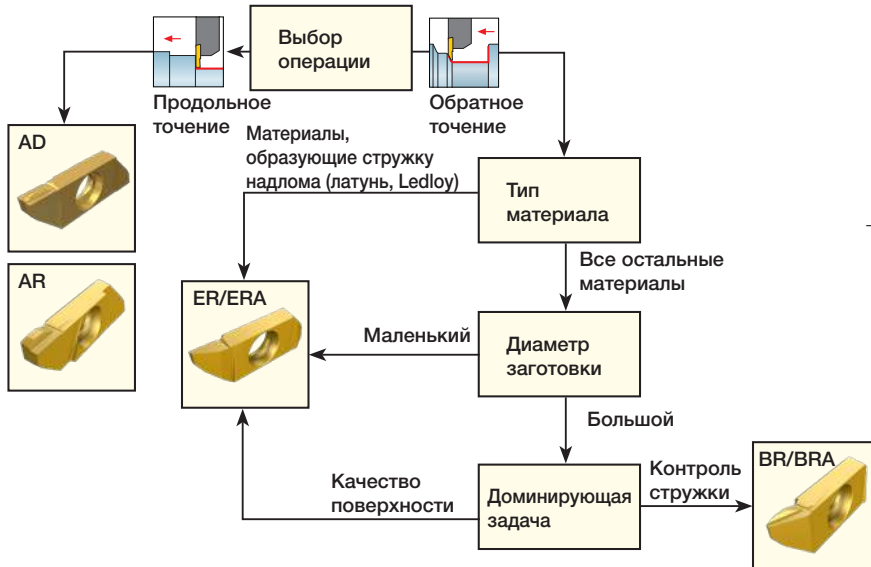 Выбор
операции
Продольное
точение
Обратное
точение
AD
Материалы,
образующие стружку
надлома (латунь, Ledloy)
Тип
материала
Все остальные
материалы
AR
ER/ERA
Маленький
Диаметр
заготовки
Большой
Качество
поверхности
Доминирующая
задача
Контроль
стружки
BR/BRA